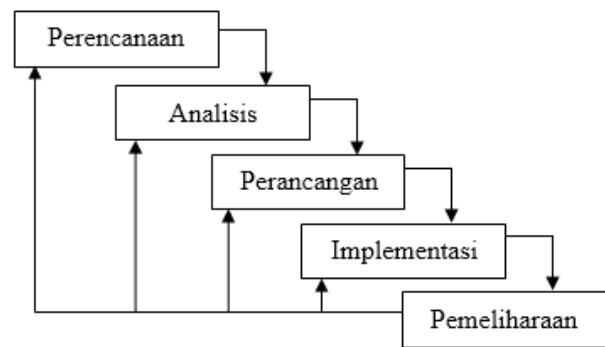 Perencanaan
Analisis
Perancangan
Implementasi
Pemeliharaan